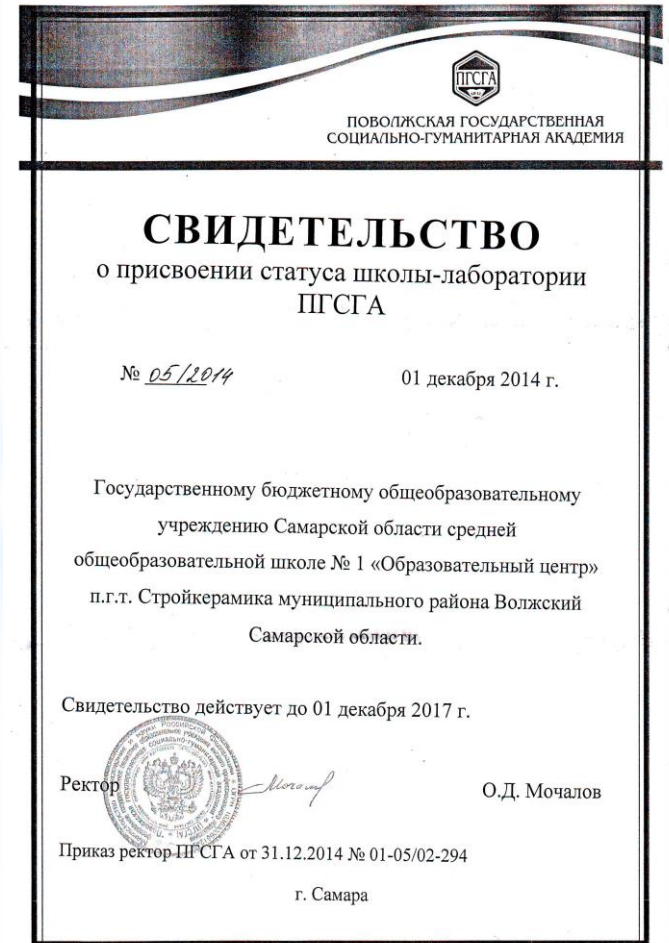 ПГСГА
ПОВОЛЖСКАЯ ГОСУДАРСТВЕННАЯ
СОЦИАЛЬНО-ГУМАНИТАРНАЯ АКАДЕМИЯ
СВИДЕТЕЛЬСТВО
о присвоении статуса школы-лаборатории
ПГСГА
№ 05/2014 01 декабря 2014 г.
Государственному бюджетному общеобразовательному
учреждению Самарской области средней
общеобразовательной школе № 1 «Образовательный центр»
п.г.т. Стройкерамика муниципального района Волжский
Самарской области.
Свидетельство действует до 01 декабря 2017 г.
Ректор О.Д. Мочалов
Приказ ректор ПГСГА от 31.12.2014 № 01-05/02-294
г. Самара